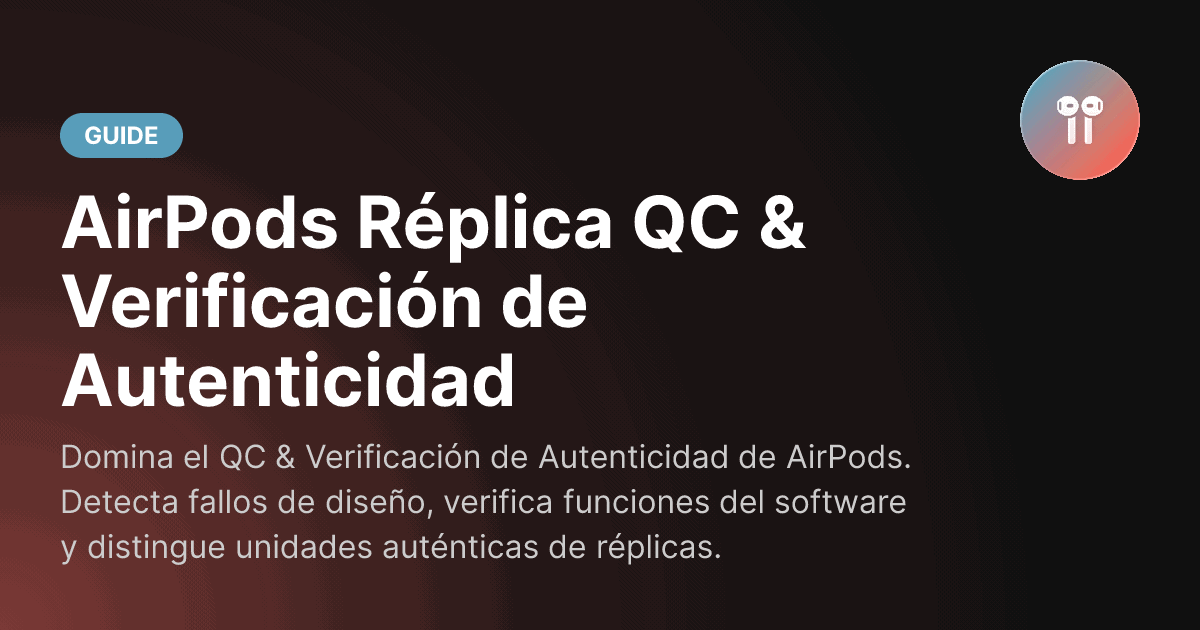 GUIDE
AirPods Réplica QC &
Verificación de
Autenticidad
Domina el QC & Verificación de Autenticidad de AirPods.
Detecta fallos de diseño, verifica funciones del software
y distingue unidades auténticas de réplicas.